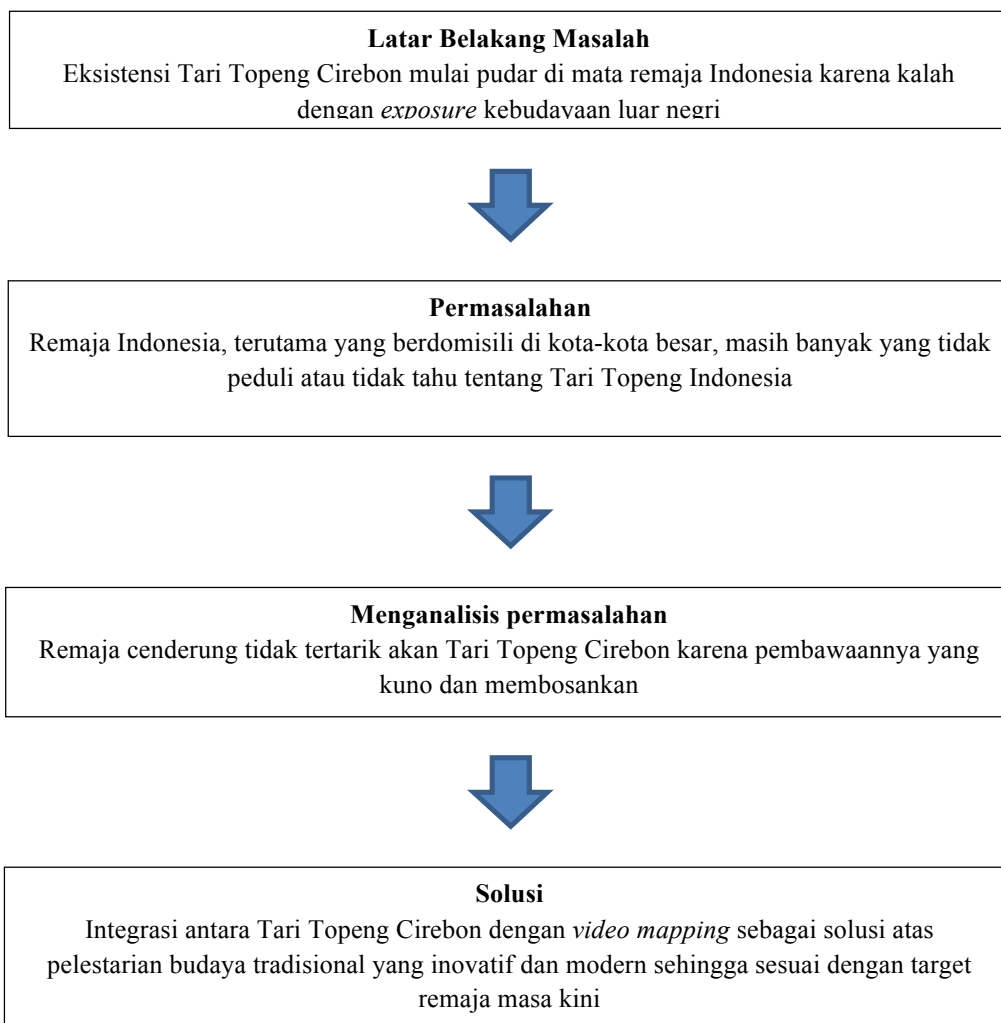 Latar Belakang Masalah
Eksistensi Tari Topeng Cirebon mulai pudar di mata remaja Indonesia karena kalah
dengan exposure kebudayaan luar negri
Permasalahan
Remaja Indonesia, terutama yang berdomisili di kota-kota besar, masih banyak yang tidak
peduli atau tidak tahu tentang Tari Topeng Indonesia
Menganalisis permasalahan
Remaja cenderung tidak tertarik akan Tari Topeng Cirebon karena pembawaannya yang
kuno dan membosankan
Solusi
Integrasi antara Tari Topeng Cirebon dengan video mapping sebagai solusi atas
pelestarian budaya tradisional yang inovatif dan modern sehingga sesuai dengan target
remaja masa kini